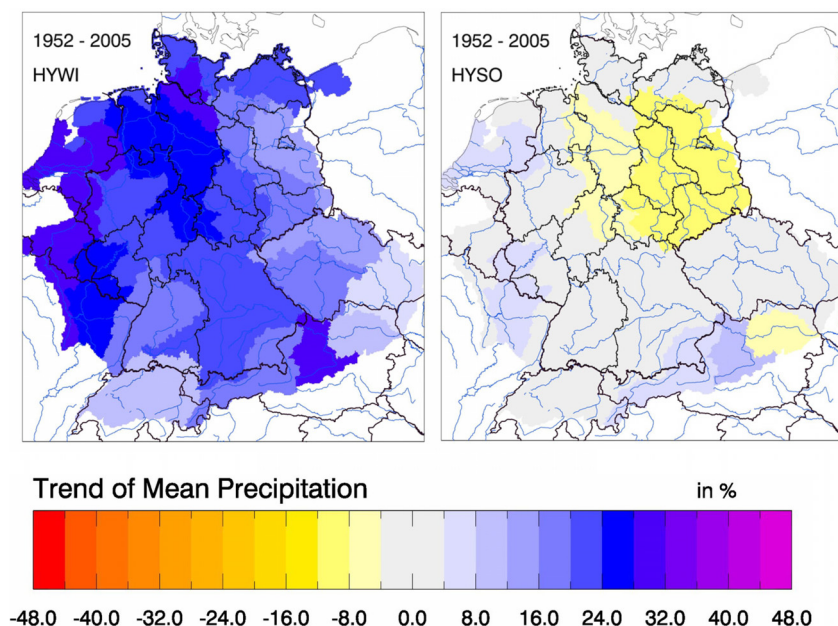 1952 - 2005
HYWI
1952 - 2005
HYSO
Trend of Mean Precipitation in %
-48.0 -40.0 -32.0 -24.0 -16.0 -8.0 0.0 8.0 16.0 24.0 32.0 40.0 48.0